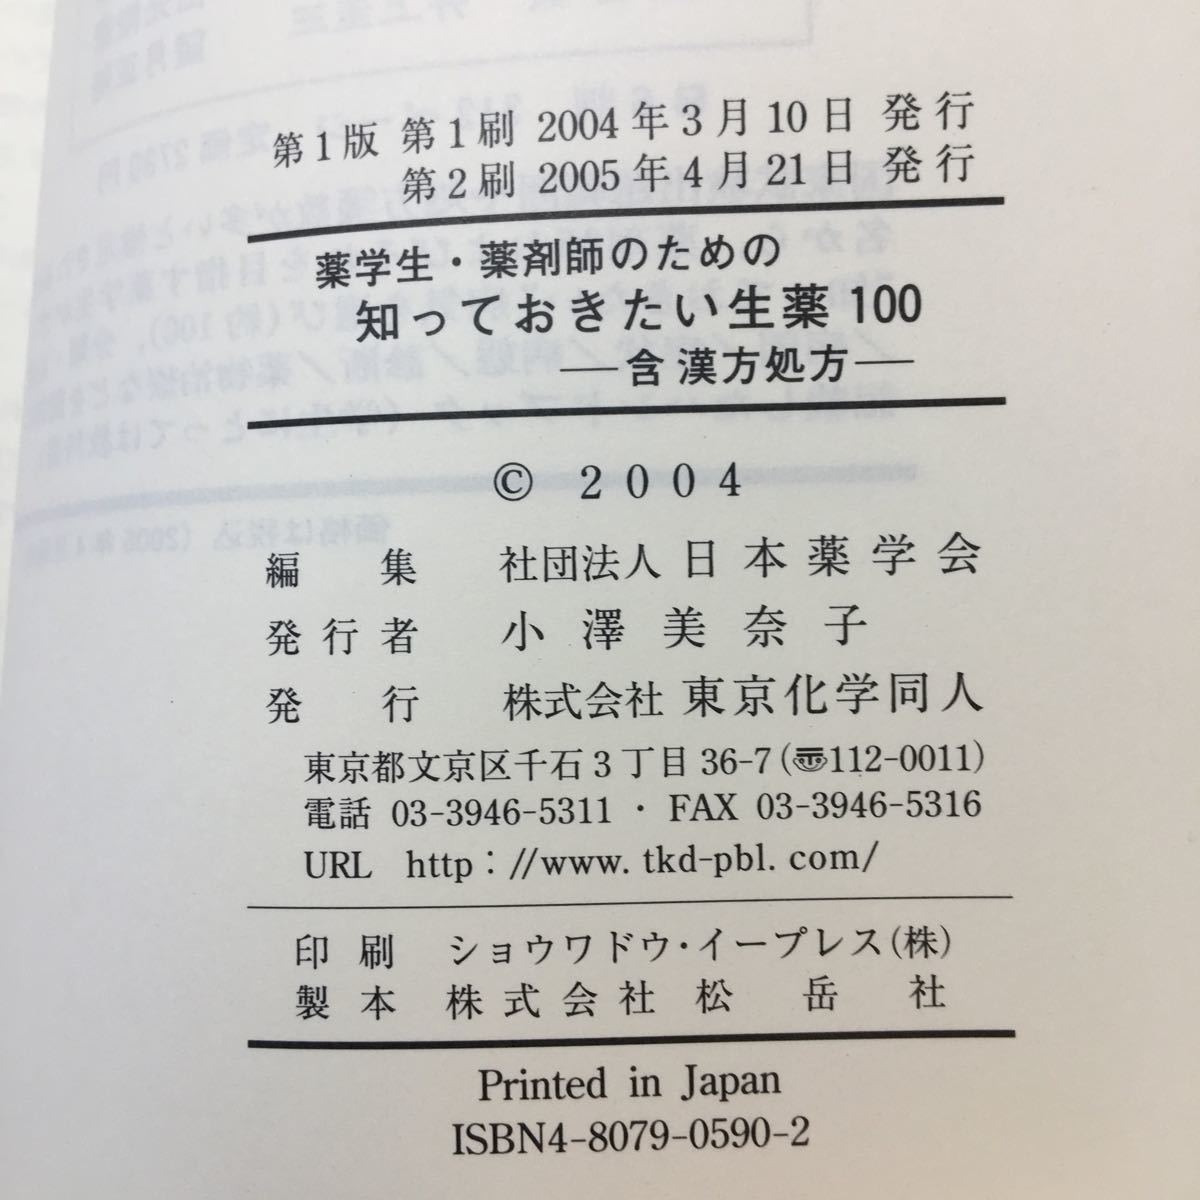 第1版 第1刷 2004年3月10日 発行
第2刷 2005年4月21日 発行
薬学生・薬剤師のための
知っておきたい生薬100
―含 漢方処方―
© 2004
編集 社団法人 日本薬学会
発行者 小澤美奈子
発行 株式会社 東京化学同人
東京都文京区千石3丁目36-7(〠112-0011)
電話 03-3946-5311・FAX 03-3946-5316
URL http://www.tkd-pbl.com/
印刷 ショウワドウ・イープレス(株)
製本 株式会社松岳社
Printed in Japan
ISBN4-8079-0590-2